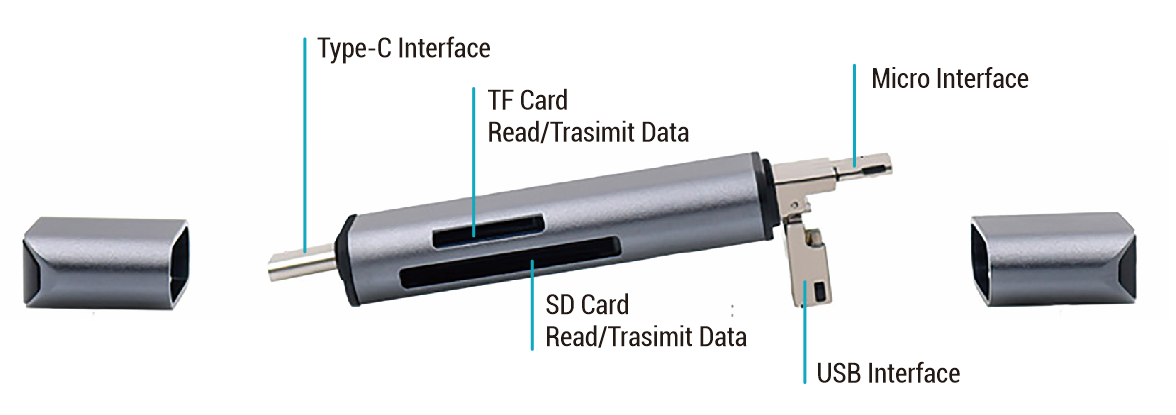 Type-C Interface
TF Card
Read/Trasimit Data
Micro Interface
SD Card
Read/Trasimit Data
USB Interface